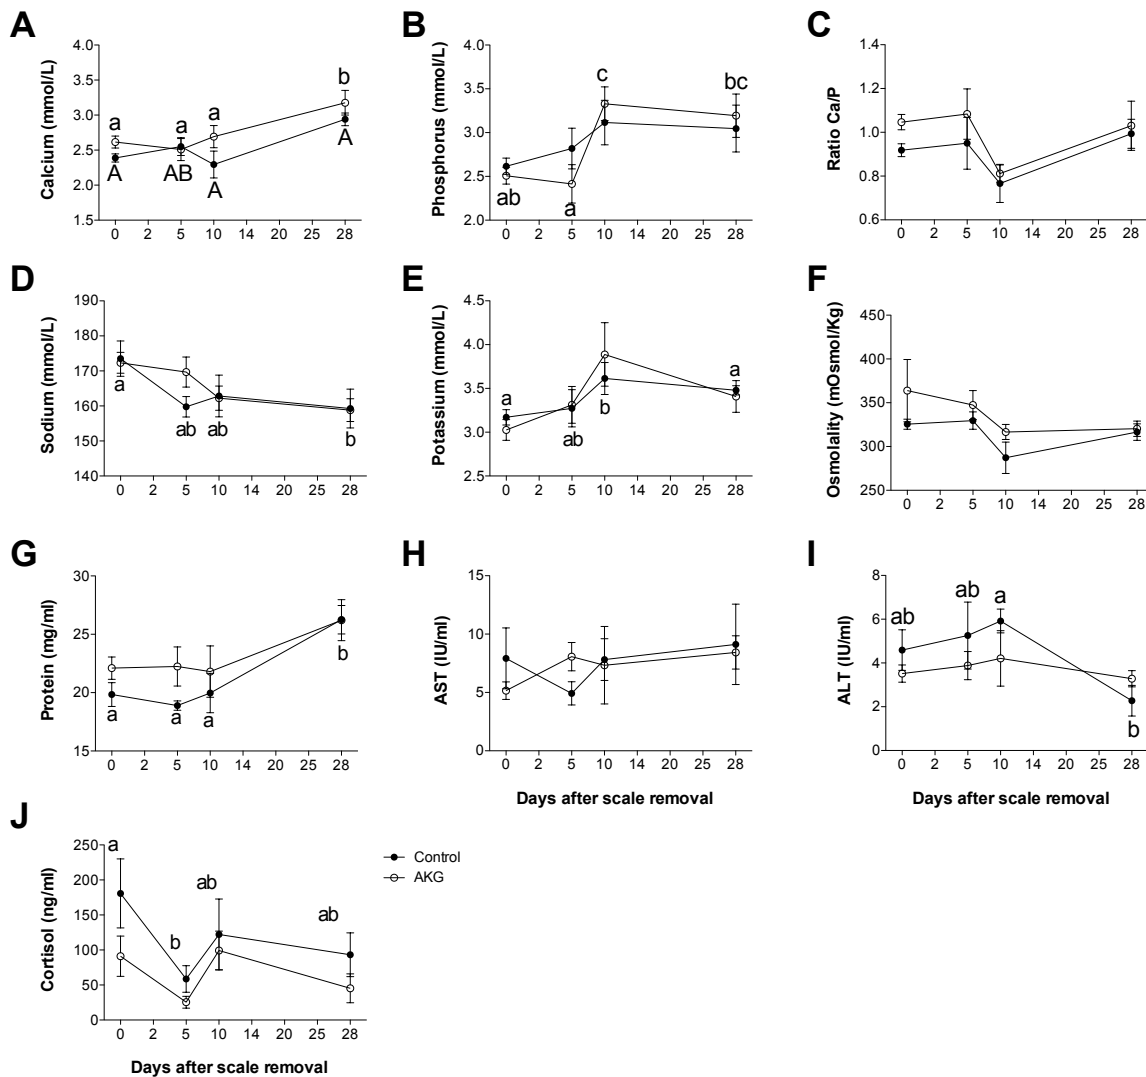 A
Calcium (mmol/L)
4.0
3.5
3.0
2.5
2.0
1.5
a
a
a
b
A
AB
A
A
0 2 5 10 14 20 25 28
B
Phosphorus (mmol/L)
4.0
3.5
3.0
2.5
2.0
c
bc
ab
a
0 2 5 10 14 20 25 28
C
Ratio Ca/P
1.4
1.2
1.0
0.8
0.6
0 2 5 10 14 20 25 28
D
Sodium (mmol/L)
190
180
170
160
150
140
a
ab
ab
b
0 2 5 10 14 20 25 28
E
Potassium (mmol/L)
4.5
4.0
3.5
3.0
2.5
a
ab
b
a
0 2 5 10 14 20 25 28
F
Osmolality (mOsmol/Kg)
450
400
350
300
250
0 2 5 10 14 20 25 28
G
Protein (mg/ml)
30
25
20
15
a
a
a
b
0 2 5 10 14 20 25 28
H
AST (IU/ml)
15
10
5
0
0 2 5 10 14 20 25 28
Days after scale removal
I
ALT (IU/ml)
8
6
4
2
0
ab
ab
a
b
0 2 5 10 14 20 25 28
Days after scale removal
J
Cortisol (ng/ml)
250
200
150
100
50
0
a
b
ab
ab
0 2 5 10 14 20 25 28
Days after scale removal
Control
AKG